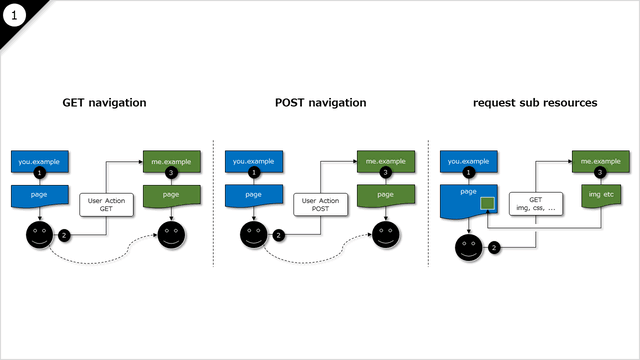 1
GET navigation
you.example
me.example
1
3
page
page
User Action
GET
2
POST navigation
you.example
me.example
1
3
page
page
User Action
POST
2
request sub resources
you.example
me.example
1
3
page
img etc
GET
img, css, ...
2